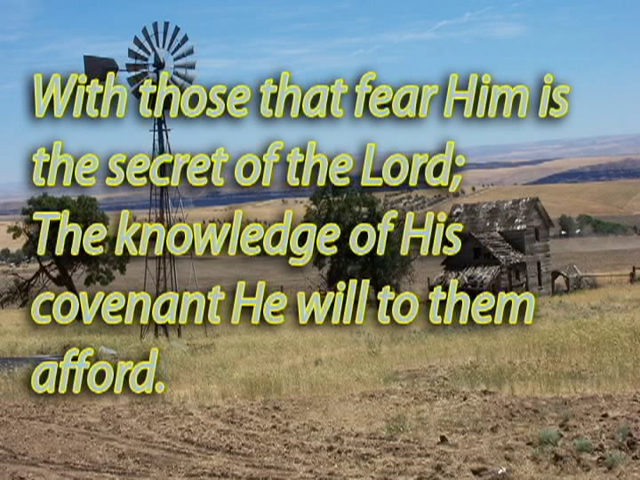 With those that fear Him is
the secret of the Lord;
The knowledge of His
covenant He will to them
afford.